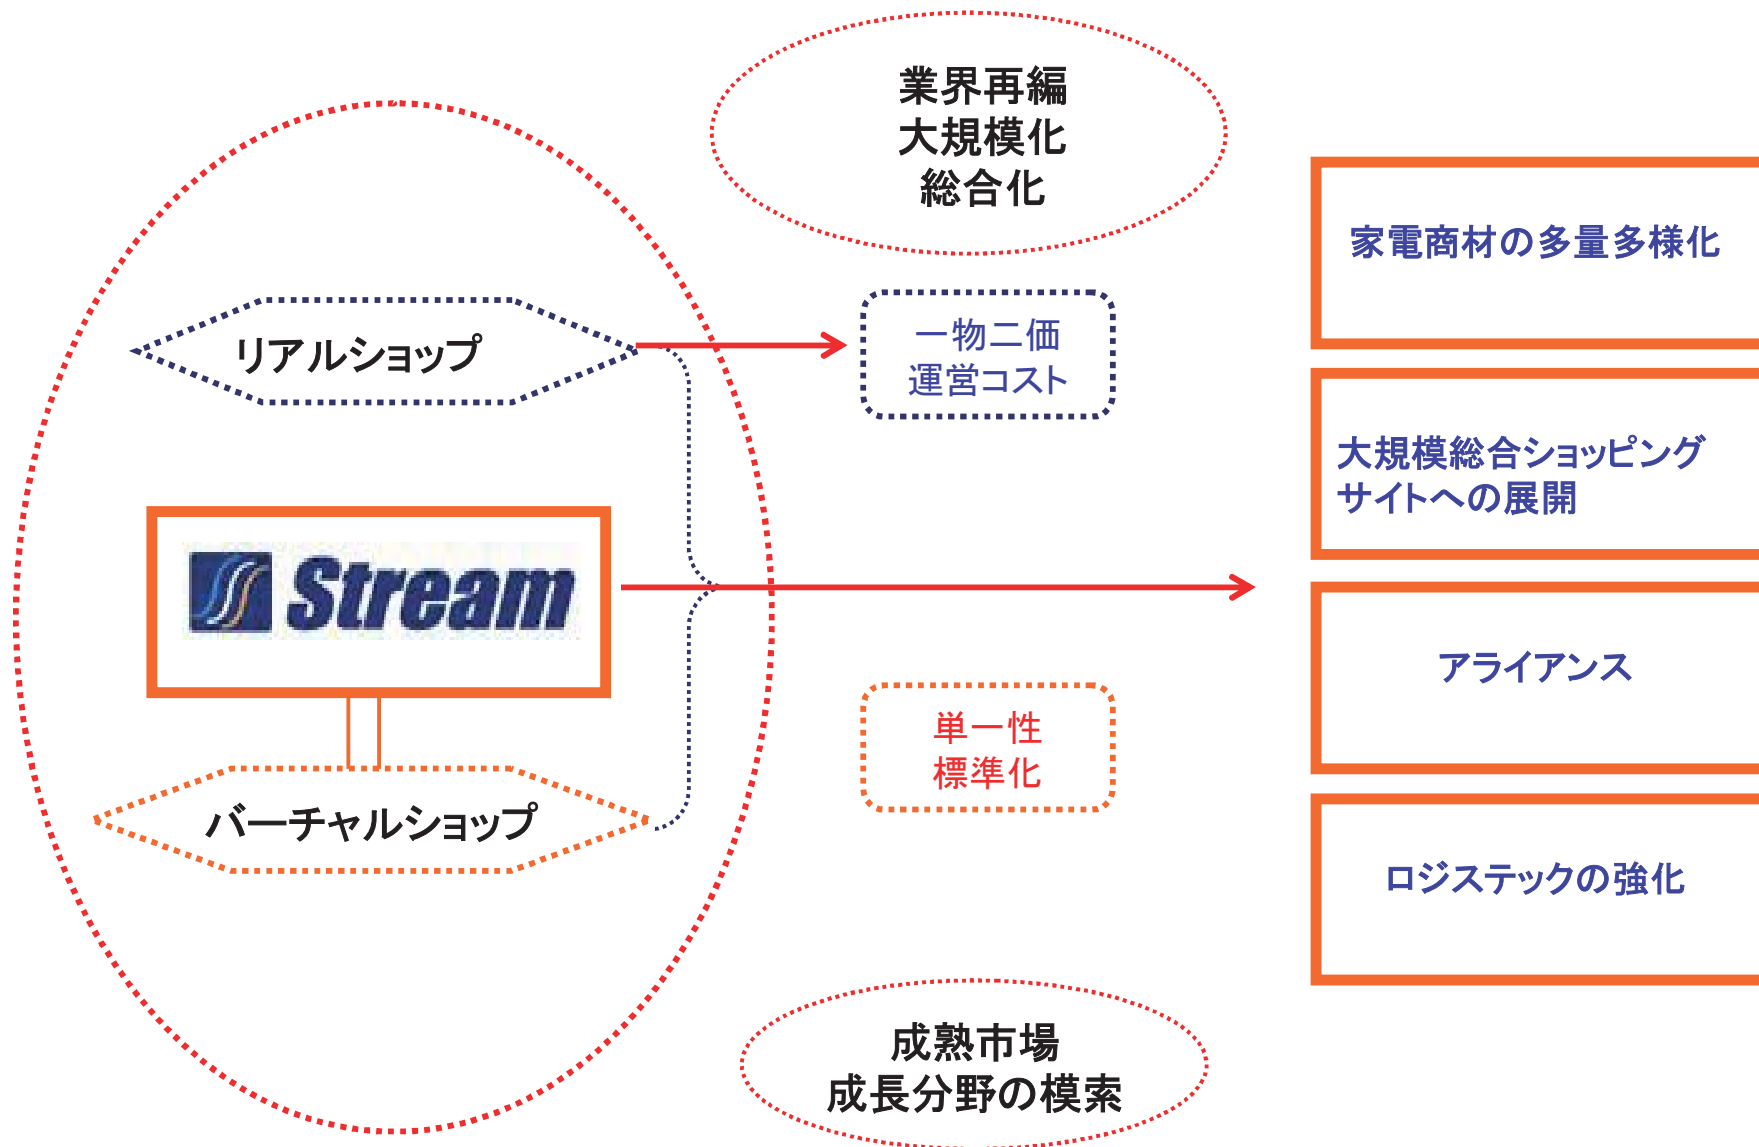 業界再編
大規模化
総合化
リアルショップ
一物二価
運営コスト
Stream
バーチャルショップ
単一性
標準化
成熟市場
成長分野の模索
家電商材の多量多様化
大規模総合ショッピング
サイトへの展開
アライアンス
ロジステックの強化